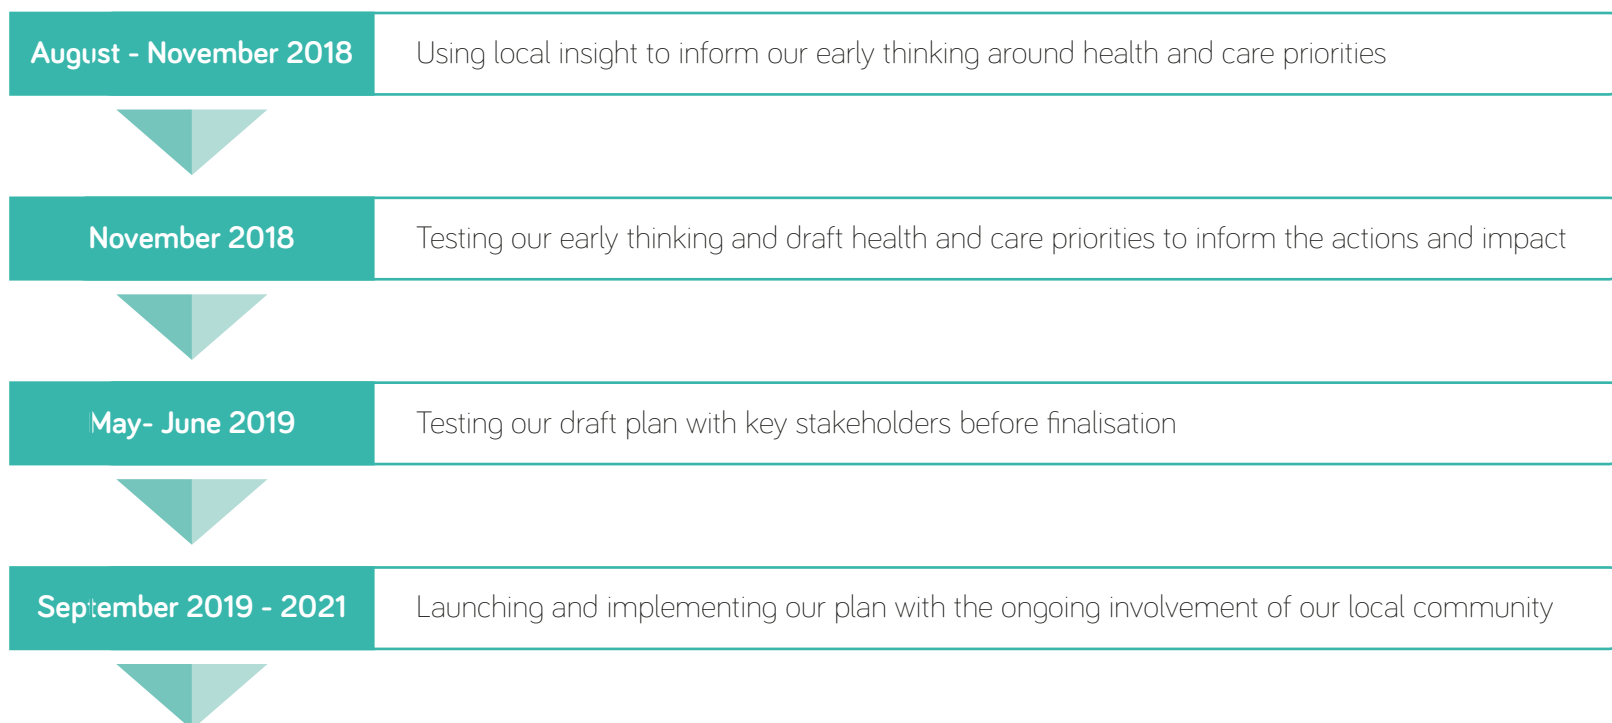 August - November 2018
Using local insight to inform our early thinking around health and care priorities
November 2018
Testing our early thinking and draft health and care priorities to inform the actions and impact
May- June 2019
Testing our draft plan with key stakeholders before finalisation
September 2019 - 2021
Launching and implementing our plan with the ongoing involvement of our local community